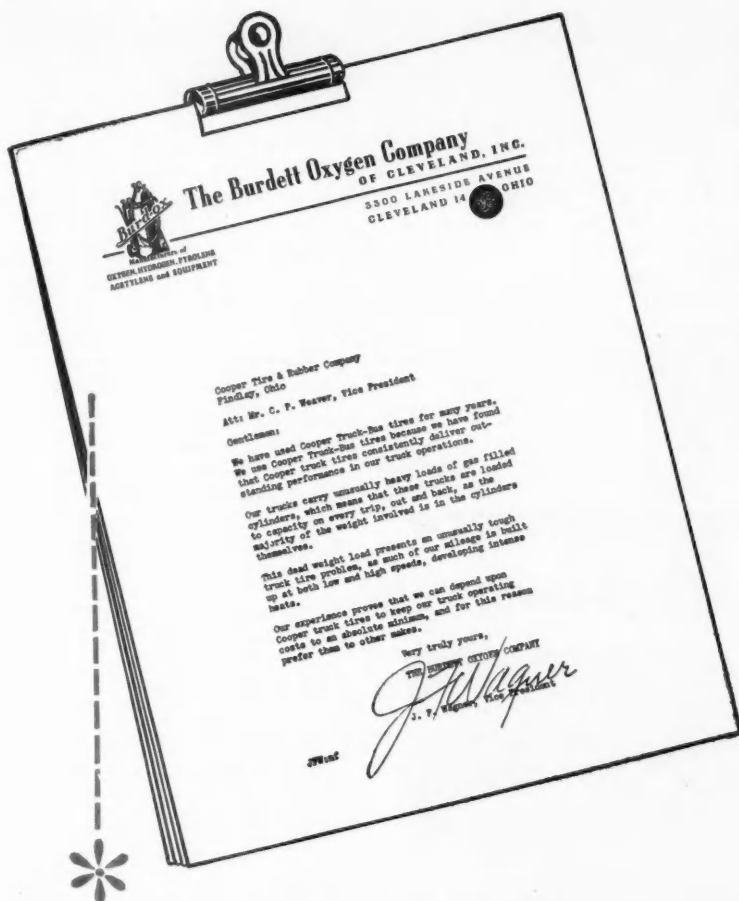 The Burdett Oxygen Company
OF CLEVELAND, INC.
3300 LAKESIDE AVENUE
CLEVELAND 14 OHIO
Burdox
Manufacturers of
OXYGEN, HYDROGEN, PYROLENE
ACETYLENE and EQUIPMENT
Cooper Tire & Rubber Company
Findlay, Ohio
Att: Mr. C. P. Weaver, Vice President
Gentlemen:
We have used Cooper Truck-Bus tires for many years.
We use Cooper Truck-Bus tires because we have found
that Cooper truck tires consistently deliver out-
standing performance in our truck operations.
Our trucks carry unusually heavy loads of gas filled
cylinders, which means that these trucks are loaded
to capacity on every trip, out and back, as the
majority of the weight involved is in the cylinders
themselves.
This dead weight load presents an unusually tough
truck tire problem, as much of our mileage is built
up at both low and high speeds, developing intense
heats.
Our experience proves that we can depend upon
Cooper truck tires to keep our truck operating
costs to an absolute minimum, and for this reason
prefer them to other makes.
Very truly yours,
THE BURDETT OXYGEN COMPANY
J F Wagner
J. F. Wagner, Vice President
JFW:mf